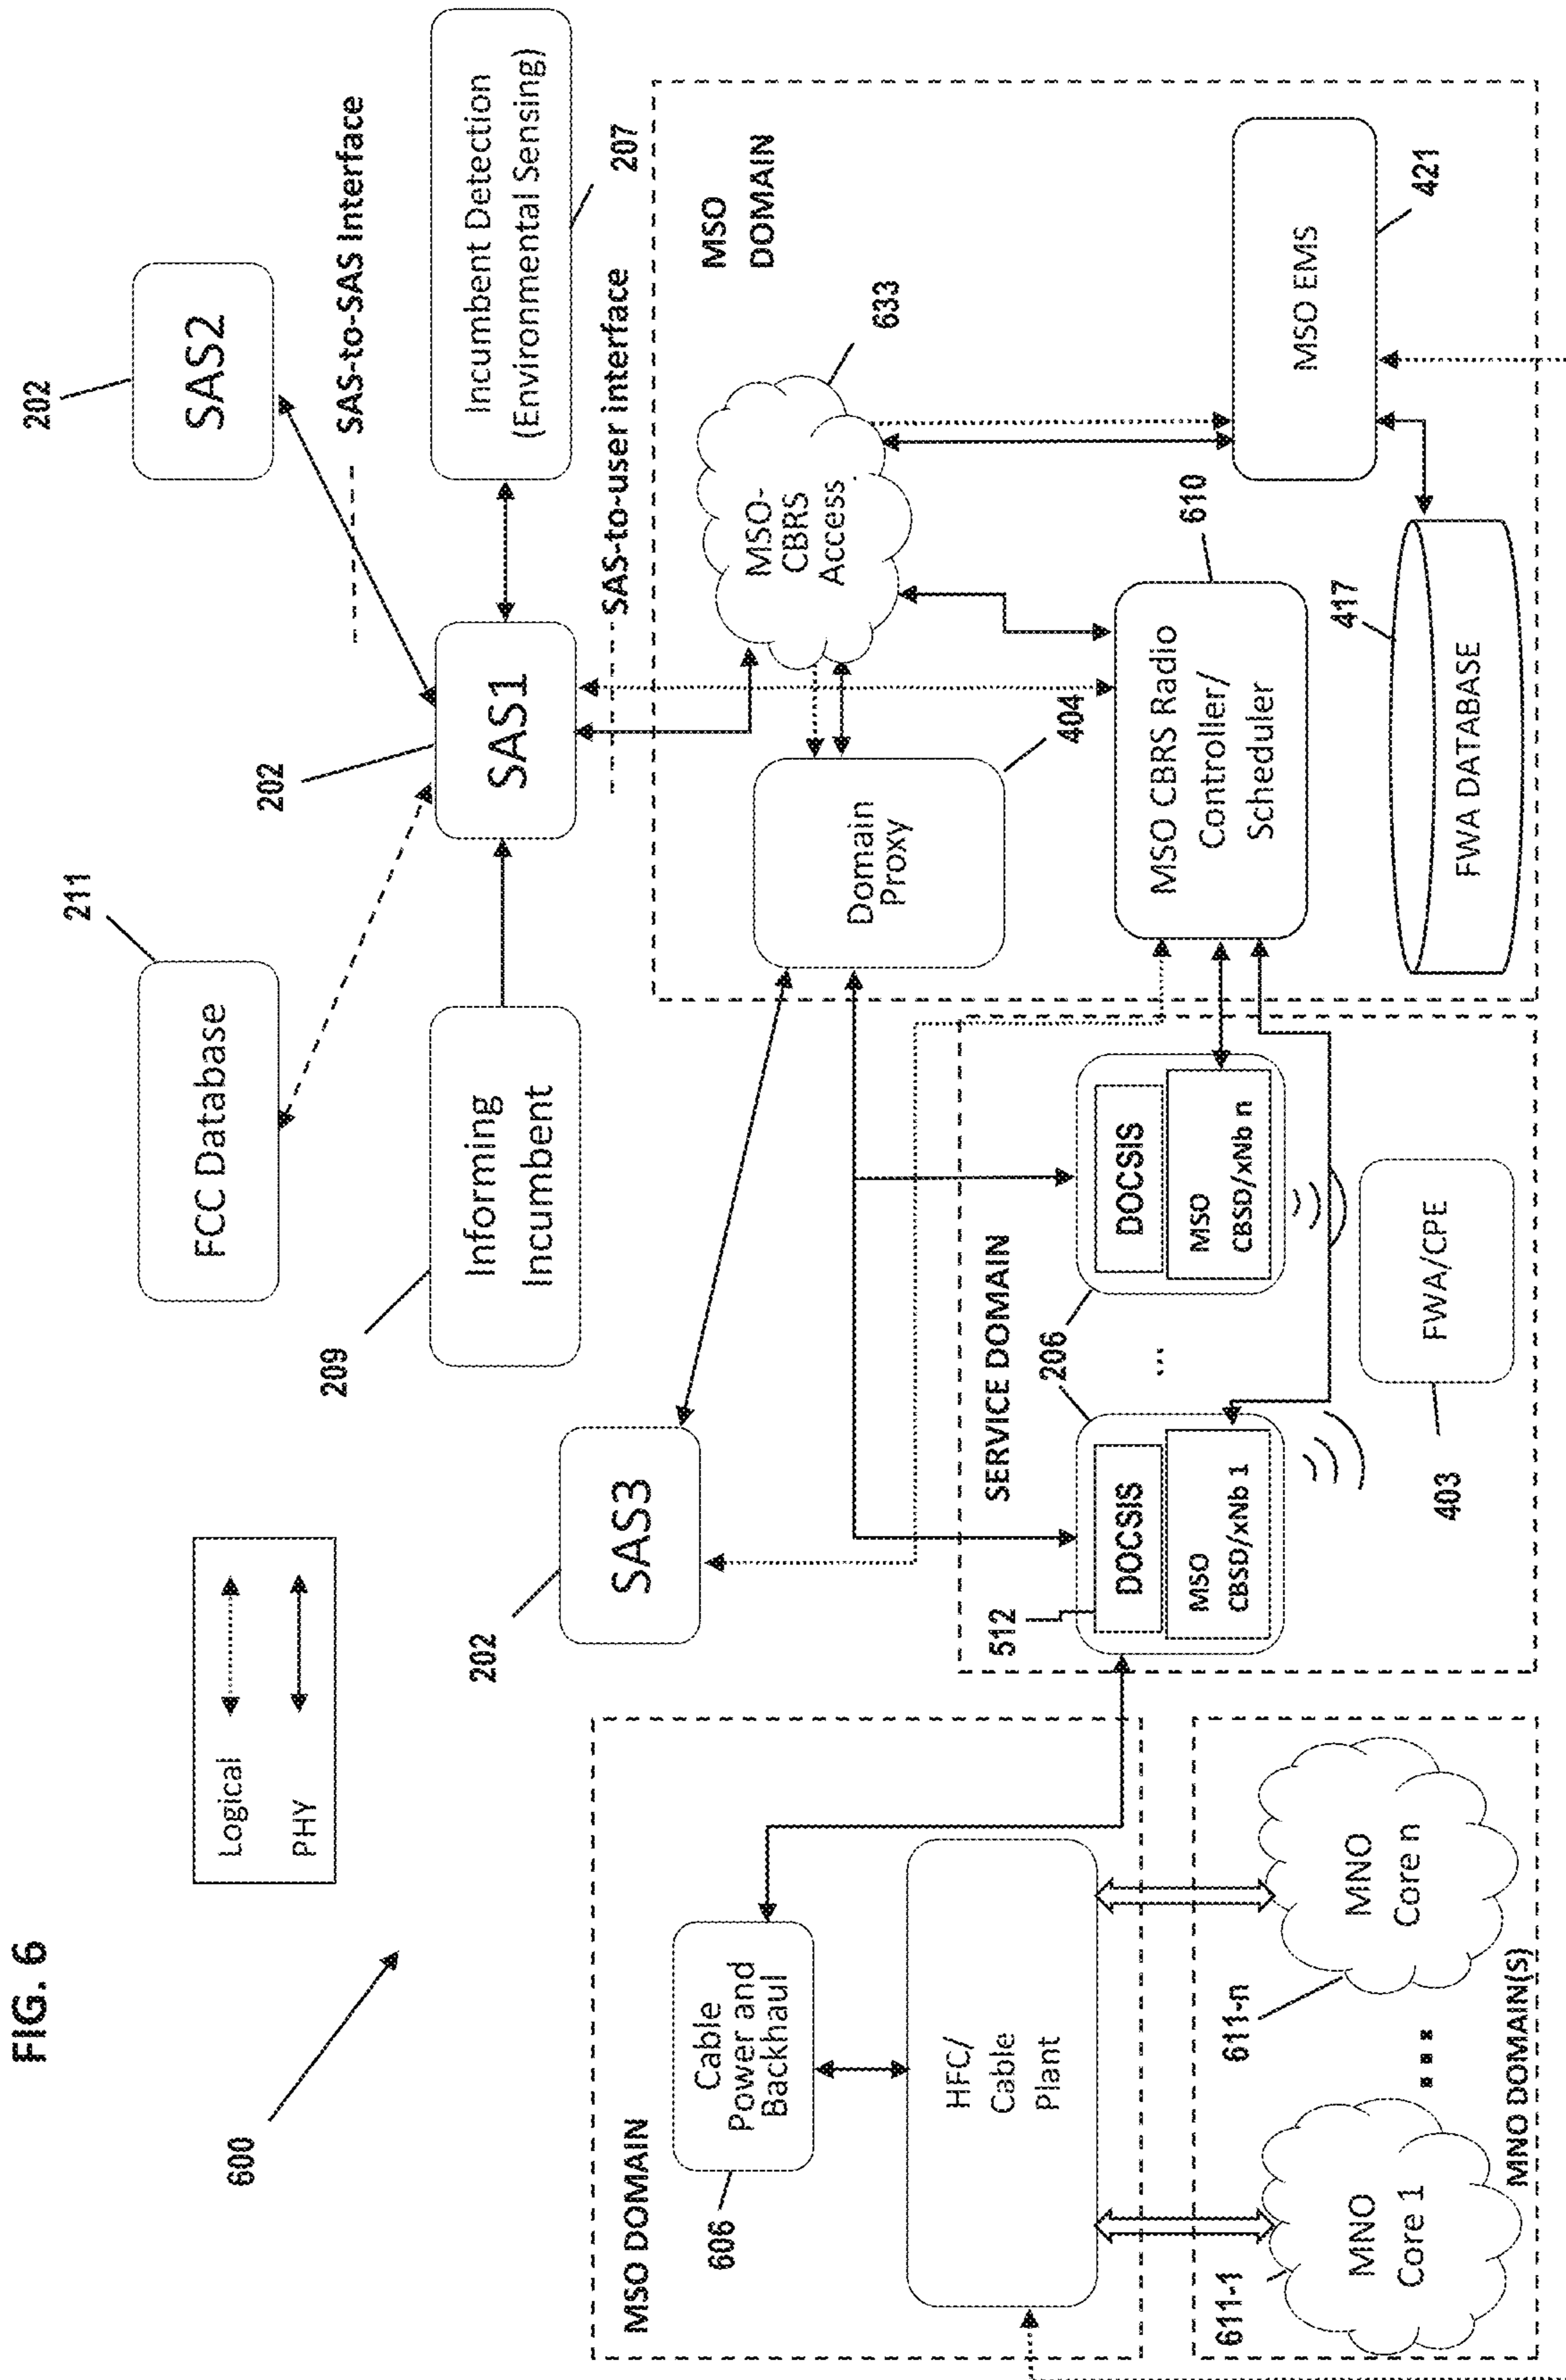 FIG. 6
600
Logical
PHY
FCC Database
211
202
SAS2
SAS-to-SAS Interface
209
Informing
Incumbent
202
SAS1
Incumbent Detection
(Environmental Sensing)
207
SAS-to-user interface
202
SAS3
MSO DOMAIN
Cable
Power and
Backhaul
606
HFC/
Cable
Plant
MNO
Core 1
611-1
MNO
Core n
611-n
MNO DOMAIN(S)
SERVICE DOMAIN
512
DOCSIS
MSO
CBSD/xNb 1
206
...
DOCSIS
MSO
CBSD/xNb n
FWA/CPE
403
MSO
DOMAIN
Domain
Proxy
404
MSO-
CBRS
Access
633
MSO CBRS Radio
Controller/
Scheduler
610
MSO EMS
421
417
FWA DATABASE